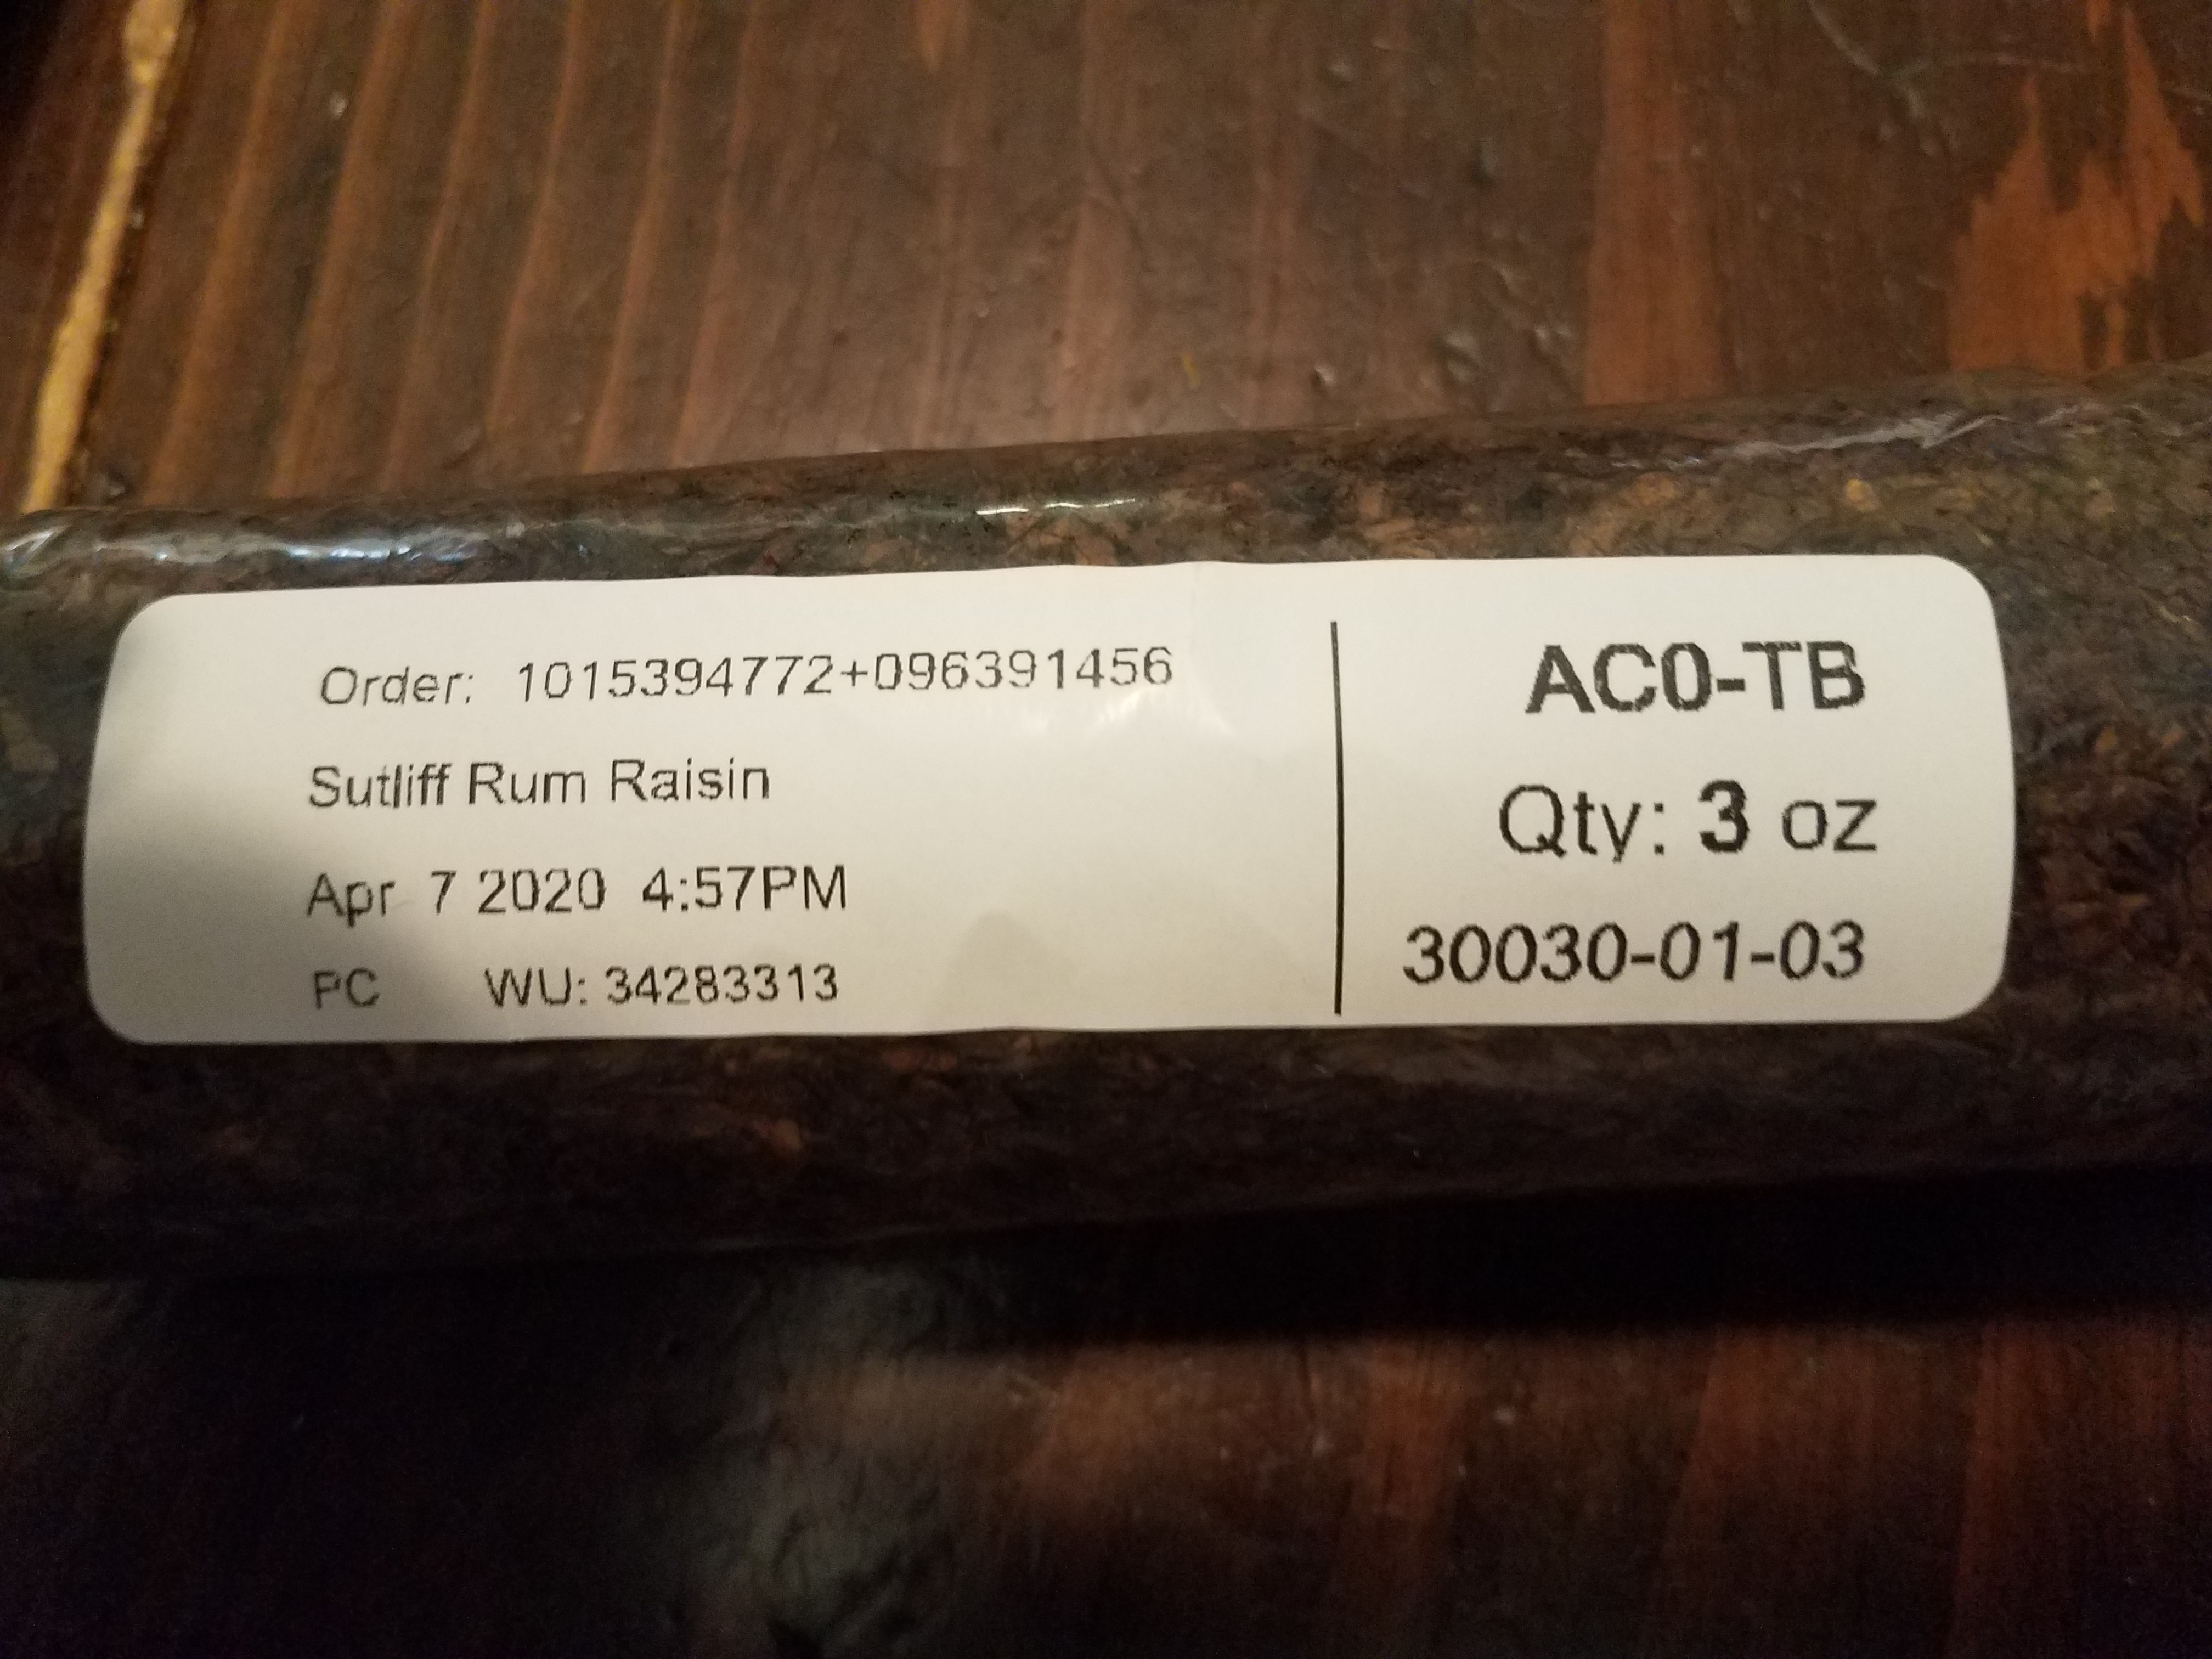 Order: 1015394772+096391456
Sutliff Rum Raisin
Apr 7 2020 4:57PM
PC WU: 34283313
AC0-TB
Qty: 3 oz
30030-01-03